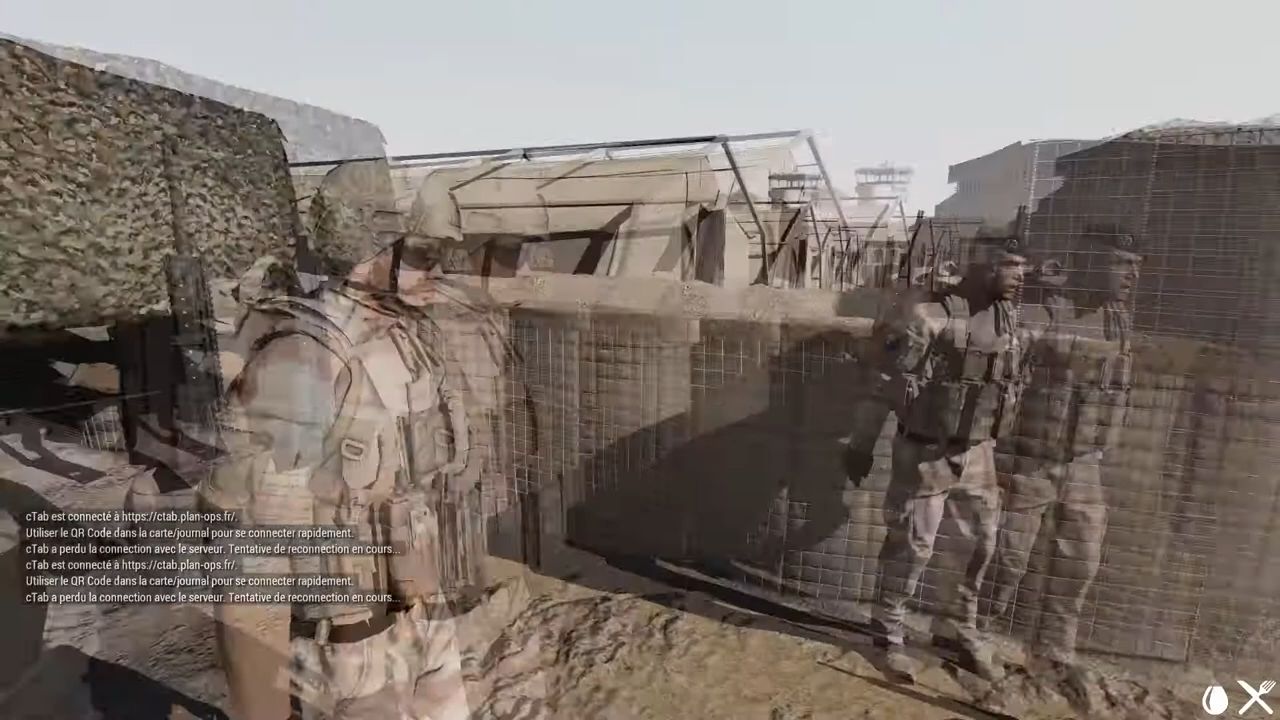 cTab est connecté à https://ctab.plan-ops.fr/.
Utiliser le QR Code dans la carte/journal pour se connecter rapidement.
cTab a perdu la connection avec le serveur. Tentative de reconnection en cours...
cTab est connecté à https://ctab.plan-ops.fr/.
Utiliser le QR Code dans la carte/journal pour se connecter rapidement.
cTab a perdu la connection avec le serveur. Tentative de reconnection en cours...